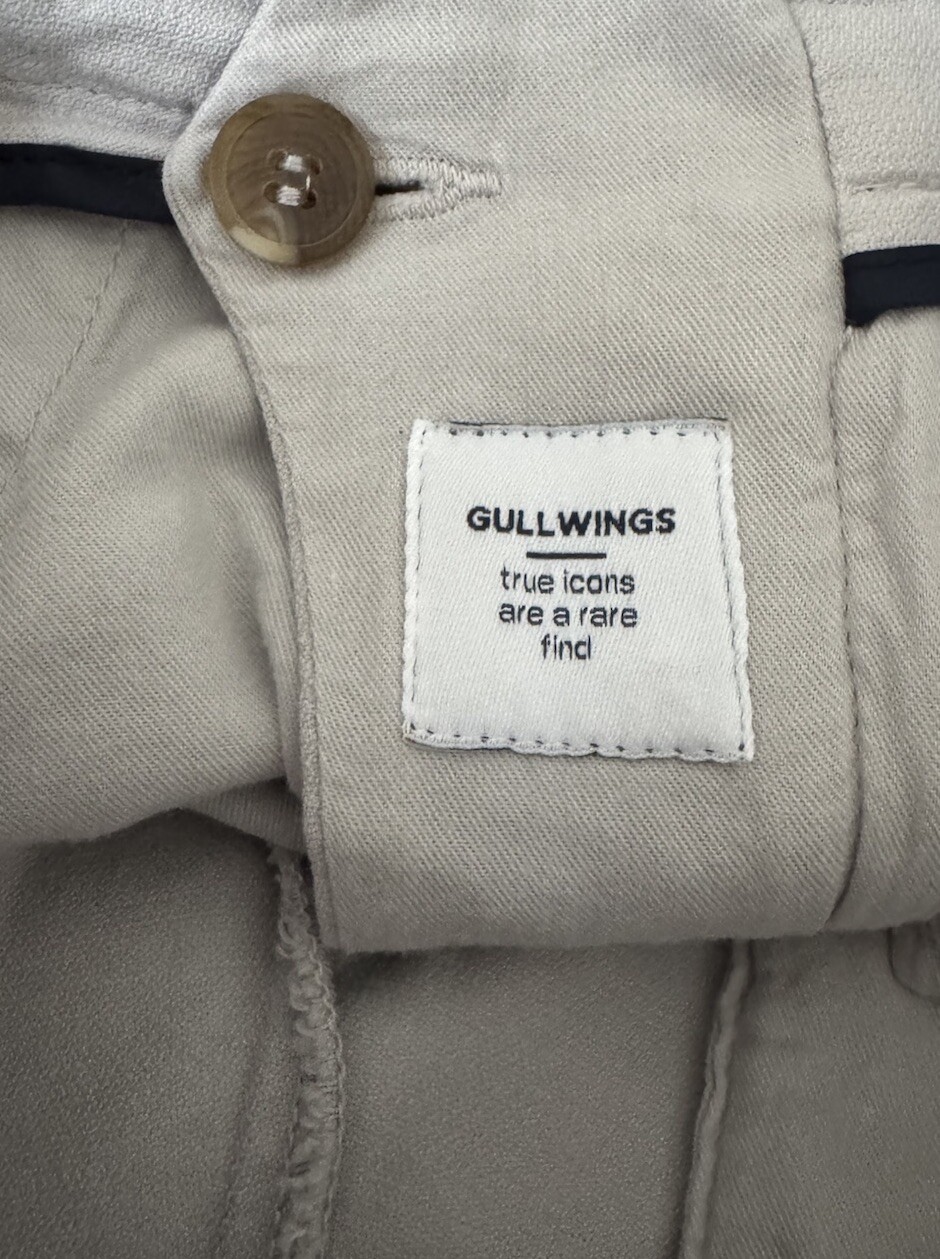 GULLWINGS
true icons
are a rare
find